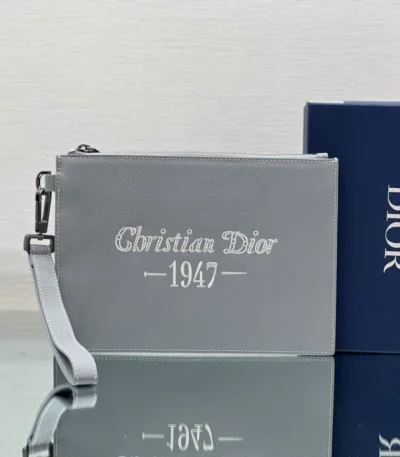 Christian Dior
—1947—
DIOR